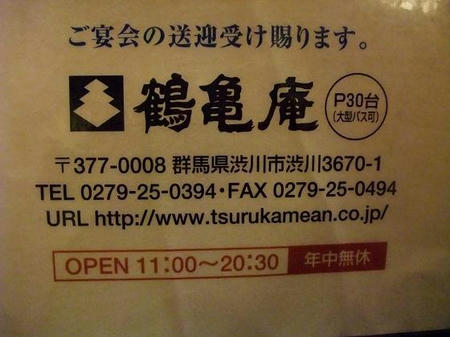 ご宴会の送迎受け賜ります。
鶴亀庵 P30台 (大型バス可)
〒377-0008 群馬県渋川市渋川3670-1
TEL 0279-25-0394・FAX 0279-25-0494
URL http://www.tsurukamean.co.jp/
OPEN 11:00〜20:30 年中無休